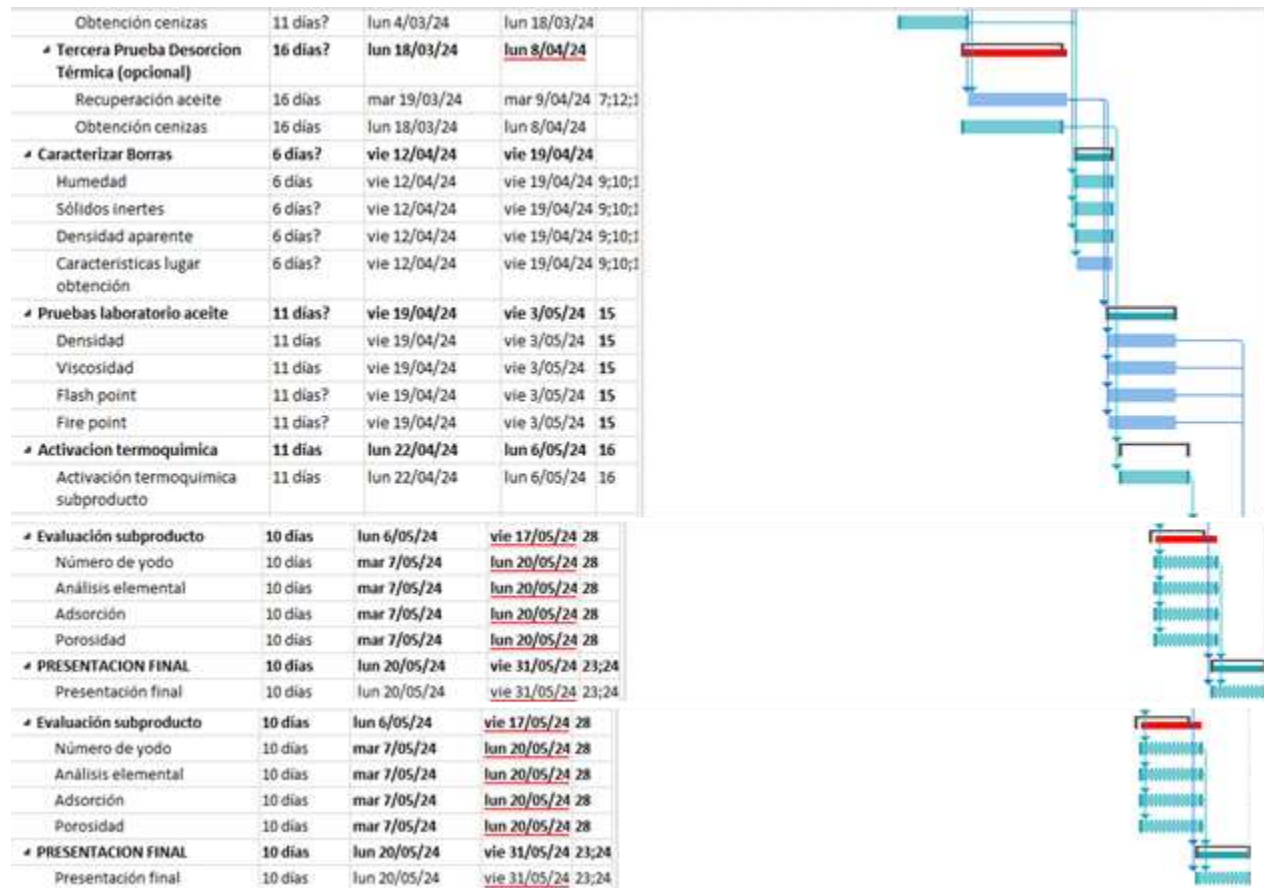 Obtención cenizas 11 días? lun 4/03/24 lun 18/03/24
Tercera Prueba Desorcion 16 días? lun 18/03/24 lun 8/04/24
Térmica (opcional)
Recuperación aceite 16 días mar 19/03/24 mar 9/04/24 7;12;1
Obtención cenizas 16 días lun 18/03/24 lun 8/04/24
Caracterizar Borras 6 días? vie 12/04/24 vie 19/04/24
Humedad 6 días vie 12/04/24 vie 19/04/24 9;10;1
Sólidos inertes 6 días? vie 12/04/24 vie 19/04/24 9;10;1
Densidad aparente 6 días? vie 12/04/24 vie 19/04/24 9;10;1
Caracteristicas lugar 6 días? vie 12/04/24 vie 19/04/24 9;10;1
obtención
Pruebas laboratorio aceite 11 días? vie 19/04/24 vie 3/05/24 15
Densidad 11 días vie 19/04/24 vie 3/05/24 15
Viscosidad 11 días vie 19/04/24 vie 3/05/24 15
Flash point 11 días? vie 19/04/24 vie 3/05/24 15
Fire point 11 días? vie 19/04/24 vie 3/05/24 15
Activacion termoquimica 11 días lun 22/04/24 lun 6/05/24 16
Activación termoquimica 11 días lun 22/04/24 lun 6/05/24 16
subproducto
Evaluación subproducto 10 días lun 6/05/24 vie 17/05/24 28
Número de yodo 10 días mar 7/05/24 lun 20/05/24 28
Análisis elemental 10 días mar 7/05/24 lun 20/05/24 28
Adsorción 10 días mar 7/05/24 lun 20/05/24 28
Porosidad 10 días mar 7/05/24 lun 20/05/24 28
PRESENTACION FINAL 10 días lun 20/05/24 vie 31/05/24 23;24
Presentación final 10 días lun 20/05/24 vie 31/05/24 23;24
Evaluación subproducto 10 días lun 6/05/24 vie 17/05/24 28
Número de yodo 10 días mar 7/05/24 lun 20/05/24 28
Análisis elemental 10 días mar 7/05/24 lun 20/05/24 28
Adsorción 10 días mar 7/05/24 lun 20/05/24 28
Porosidad 10 días mar 7/05/24 lun 20/05/24 28
PRESENTACION FINAL 10 días lun 20/05/24 vie 31/05/24 23;24
Presentación final 10 días lun 20/05/24 vie 31/05/24 23;24